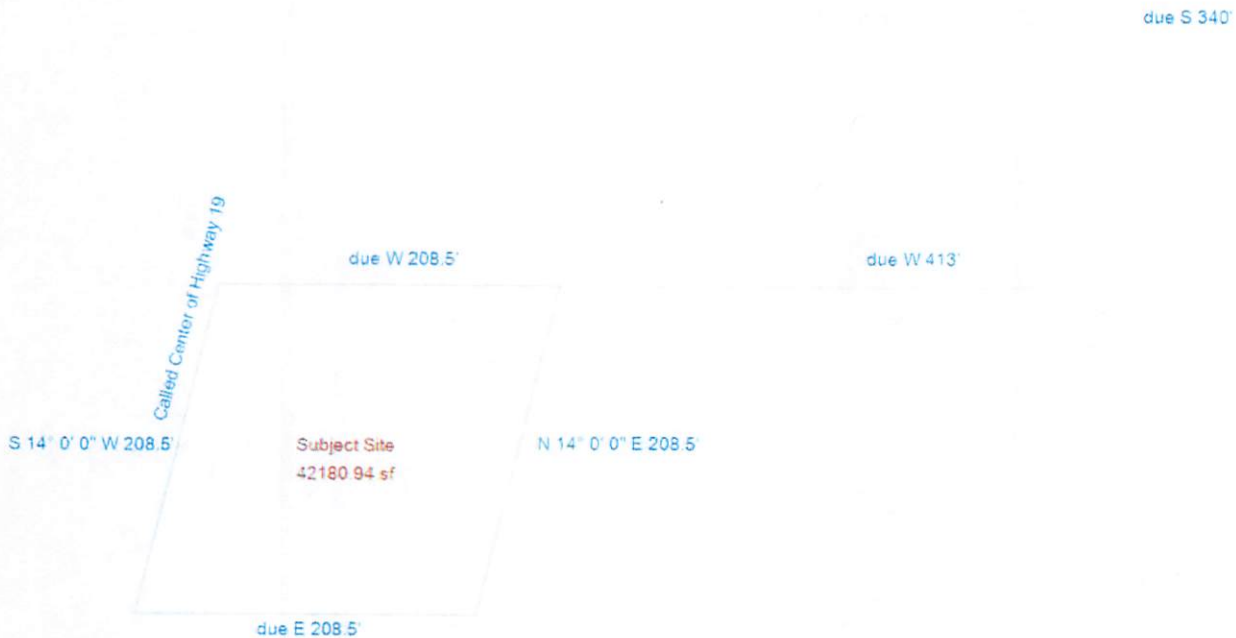 due S 340'
Called Center of Highway 19
due W 208.5'
due W 413'
S 14° 0' 0" W 208.5'
Subject Site
42180.94 sf
N 14° 0' 0" E 208.5'
due E 208.5'